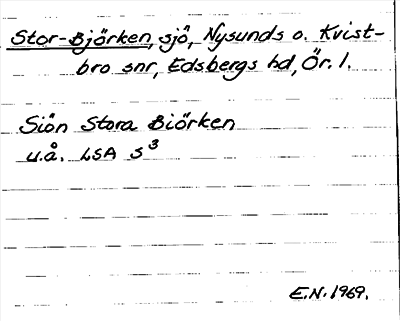 Stor-Björken, sjö, Nysunds o. Kvist-
bro snr, Edsbergs hd, Ör. l.
Siön Stora Biörken
u.å. LSA S³
E.N. 1969.